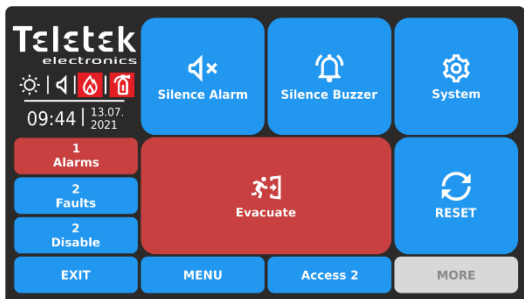 Teletek
electronics
09:44
13.07.
2021
1
Alarms
2
Faults
2
Disable
EXIT
Silence Alarm
Silence Buzzer
System
Evacuate
RESET
MENU
Access 2
MORE